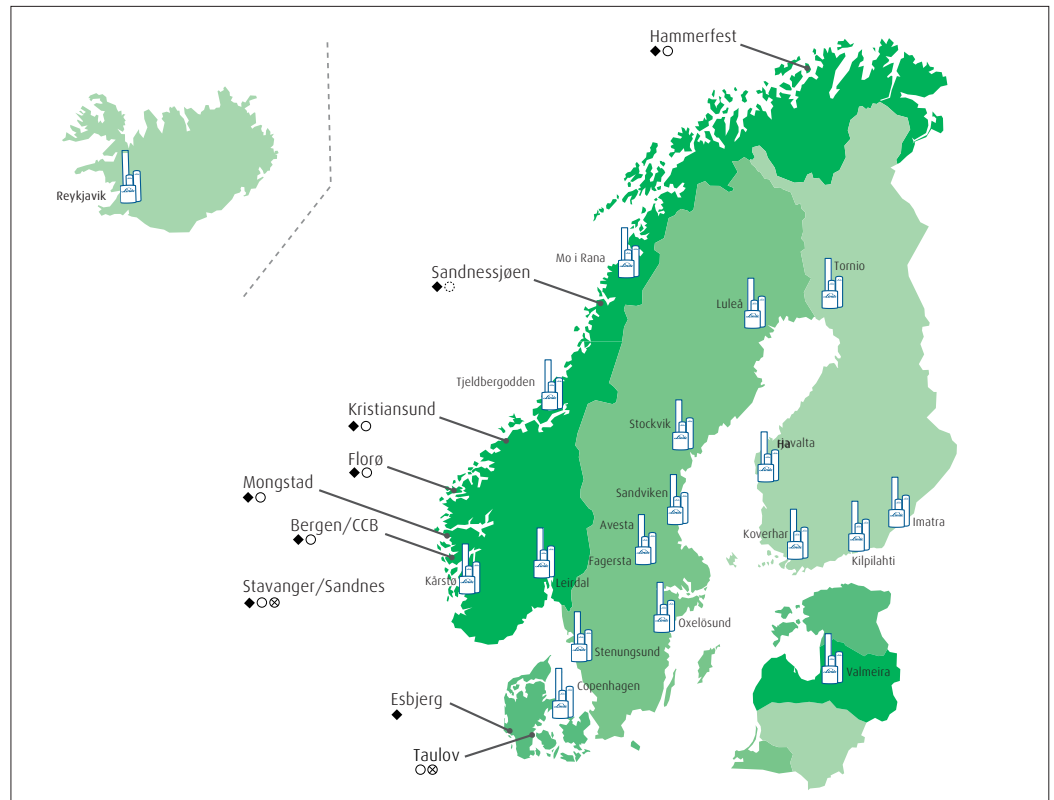 Hammerfest
Reykjavik
Mo i Rana
Tornio
Sandnessjøen
Luleå
Tjeldbergodden
Kristiansund
Stockvik
Florø
Mongstad
Sandviken
Bergen/CCB
Avesta
Imatra
Koverhar
Kilpilahti
Fagersta
Kårstø
Leirdal
Stavanger/Sandnes
Oxelösund
Stenungsund
Valmeira
Copenhagen
Esbjerg
Taulov